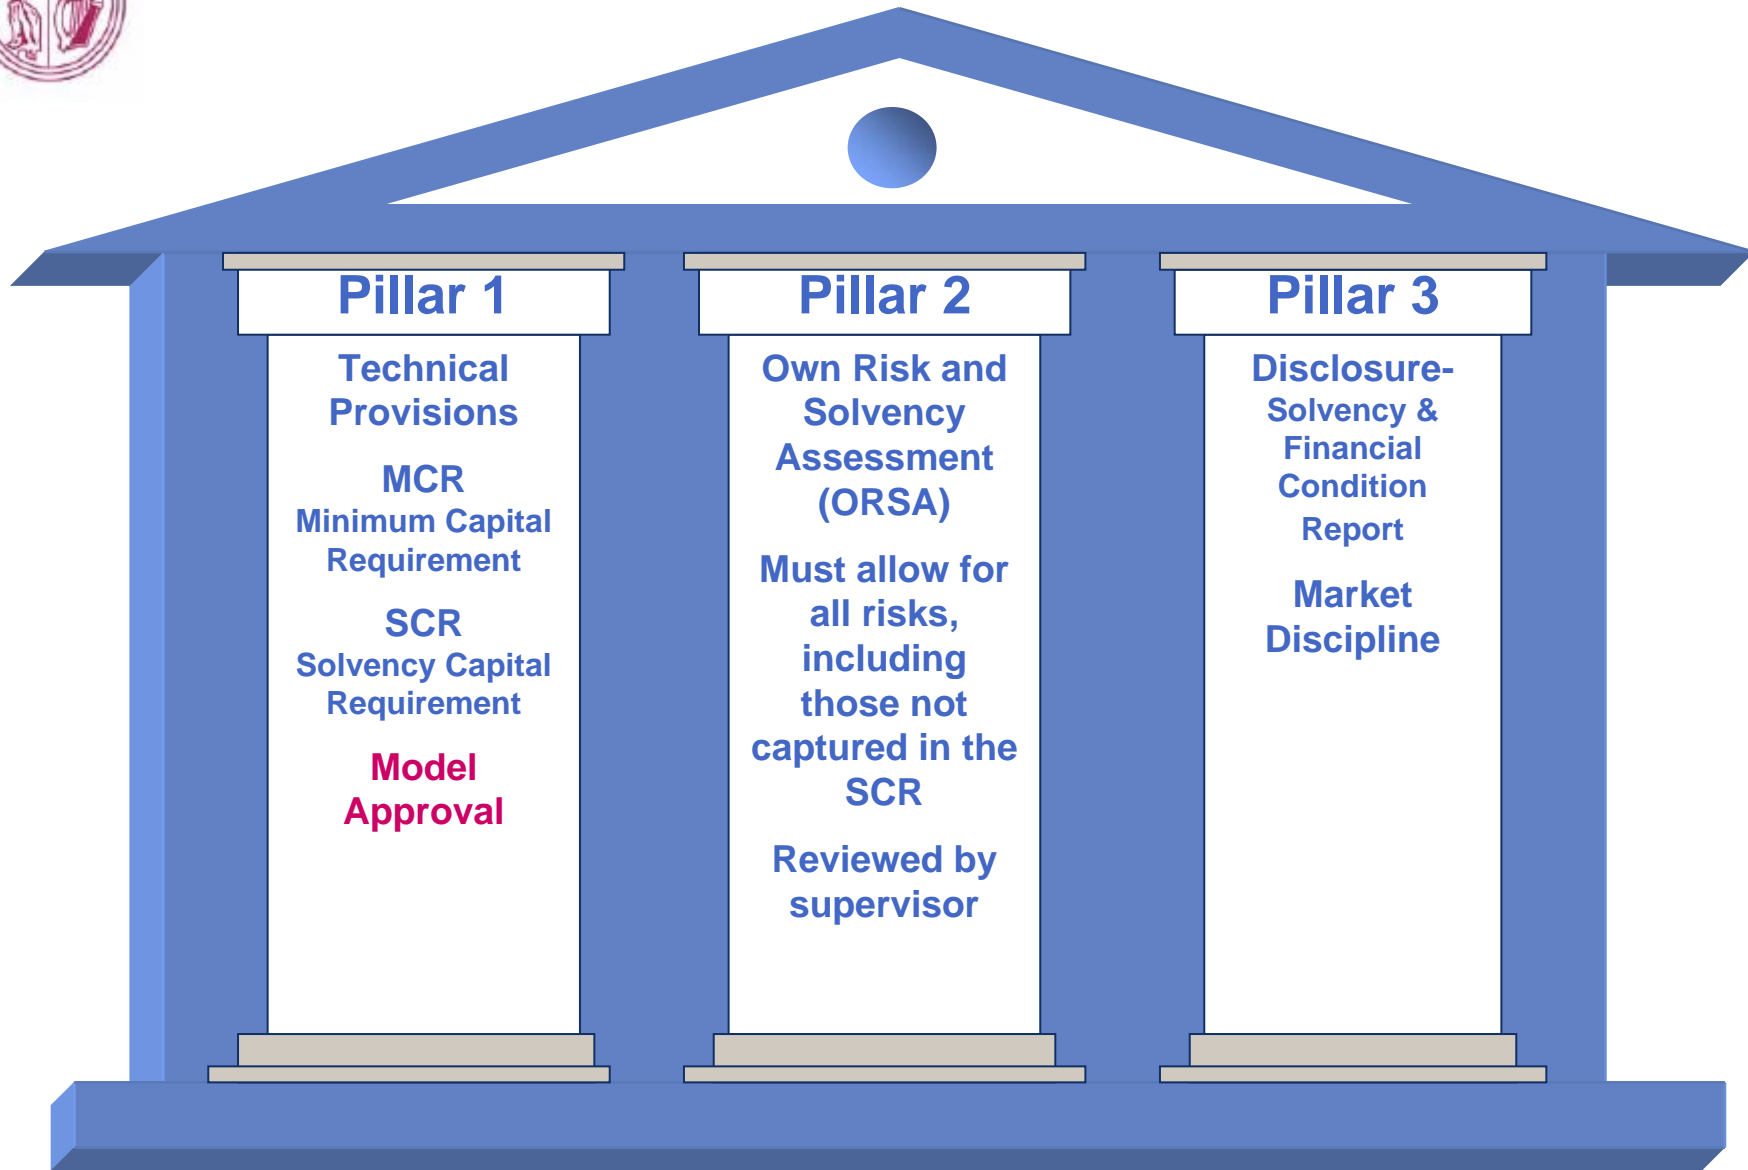 Pillar 1
Technical
Provisions
MCR
Minimum Capital
Requirement
SCR
Solvency Capital
Requirement
Model
Approval
Pillar 2
Own Risk and
Solvency
Assessment
(ORSA)
Must allow for
all risks,
including
those not
captured in the
SCR
Reviewed by
supervisor
Pillar 3
Disclosure-
Solvency &
Financial
Condition
Report
Market
Discipline